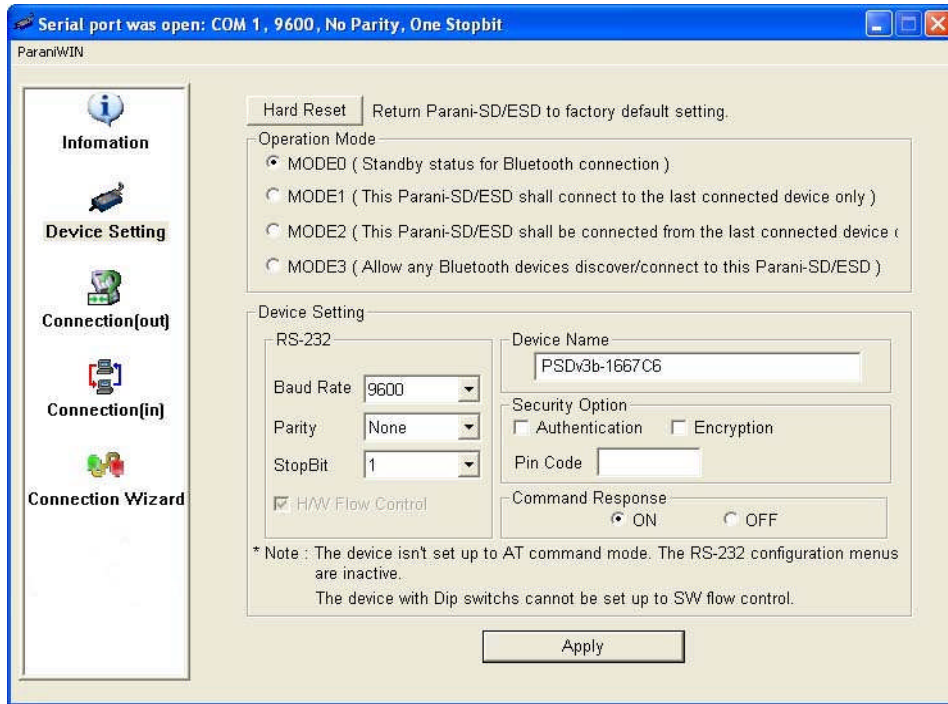 Serial port was open: COM 1, 9600, No Parity, One Stopbit
ParaniWIN
Infomation
Device Setting
Connection(out)
Connection(in)
Connection Wizard
Hard Reset Return Parani-SD/ESD to factory default setting.
Operation Mode
MODE0 ( Standby status for Bluetooth connection )
MODE1 ( This Parani-SD/ESD shall connect to the last connected device only )
MODE2 ( This Parani-SD/ESD shall be connected from the last connected device
MODE3 ( Allow any Bluetooth devices discover/connect to this Parani-SD/ESD )
Device Setting
RS-232
Baud Rate 9600
Parity None
StopBit 1
H/W Flow Control
Device Name
PSDv3b-1667C6
Security Option
Authentication Encryption
Pin Code
Command Response
ON OFF
* Note : The device isn't set up to AT command mode. The RS-232 configuration menus
are inactive.
The device with Dip switchs cannot be set up to SW flow control.
Apply